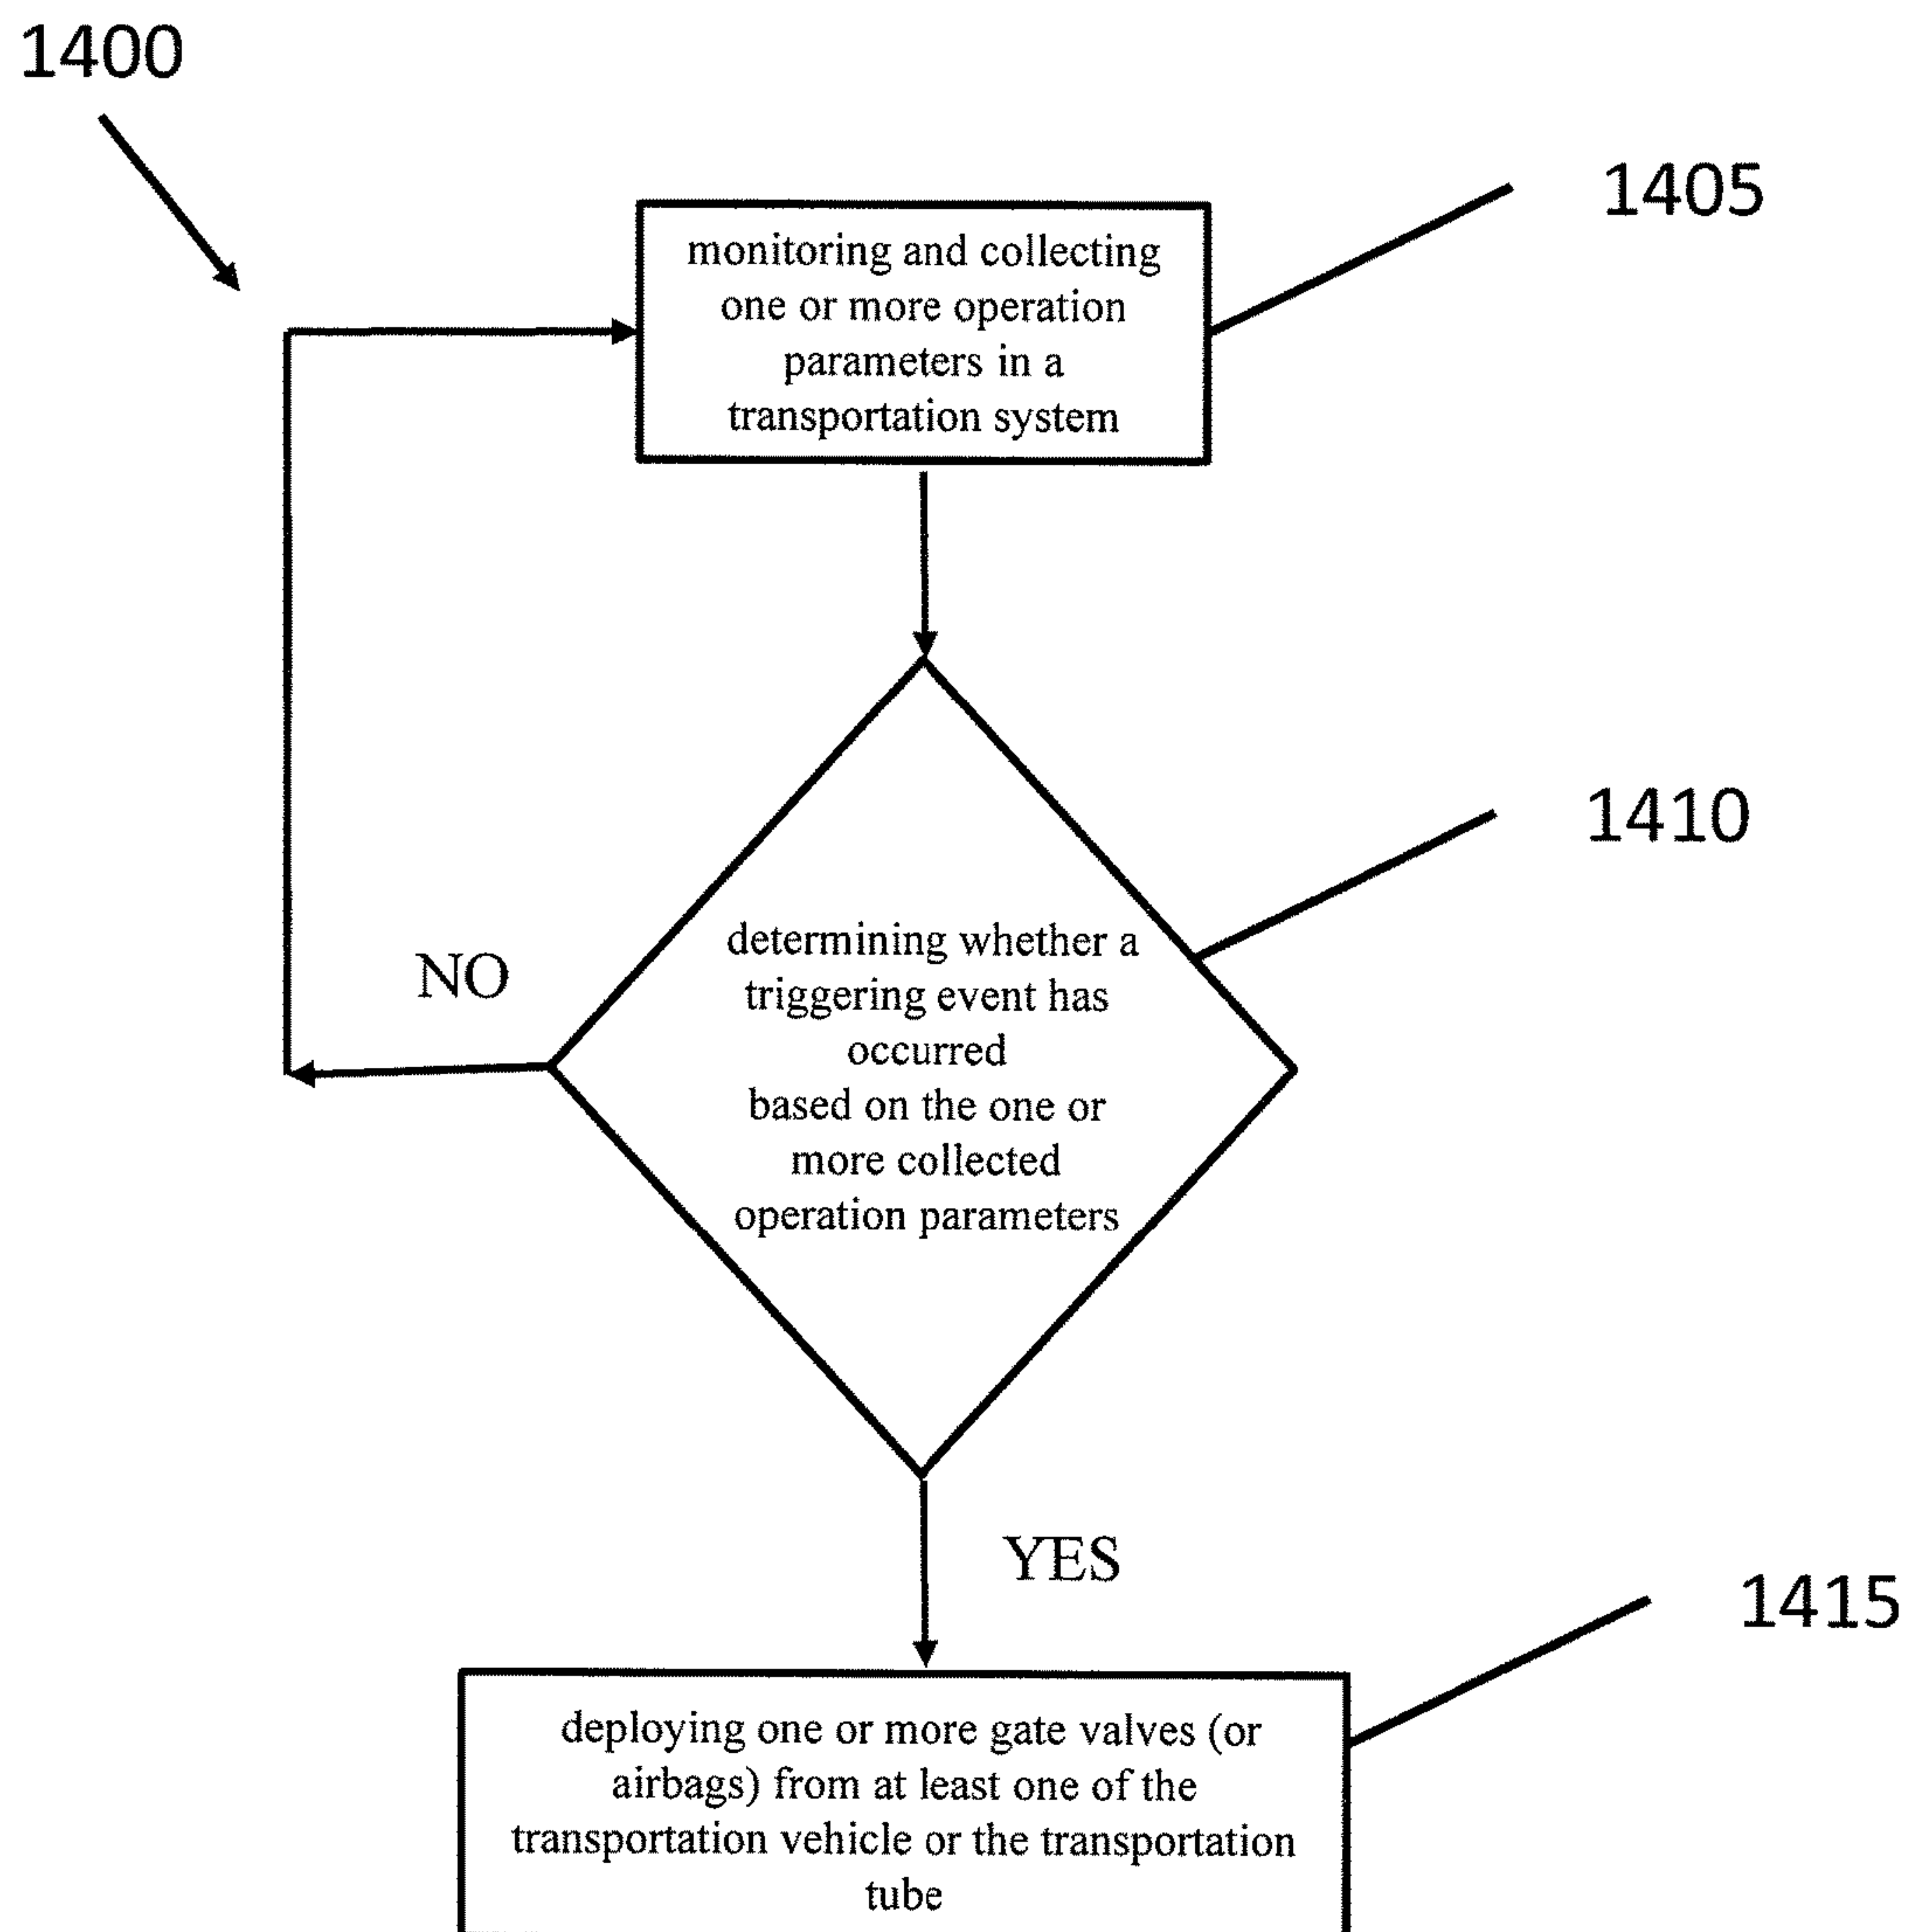 1400
1405
monitoring and collecting
one or more operation
parameters in a
transportation system
1410
determining whether a
triggering event has
occurred
based on the one or
more collected
operation parameters
NO
YES
1415
deploying one or more gate valves (or
airbags) from at least one of the
transportation vehicle or the transportation
tube